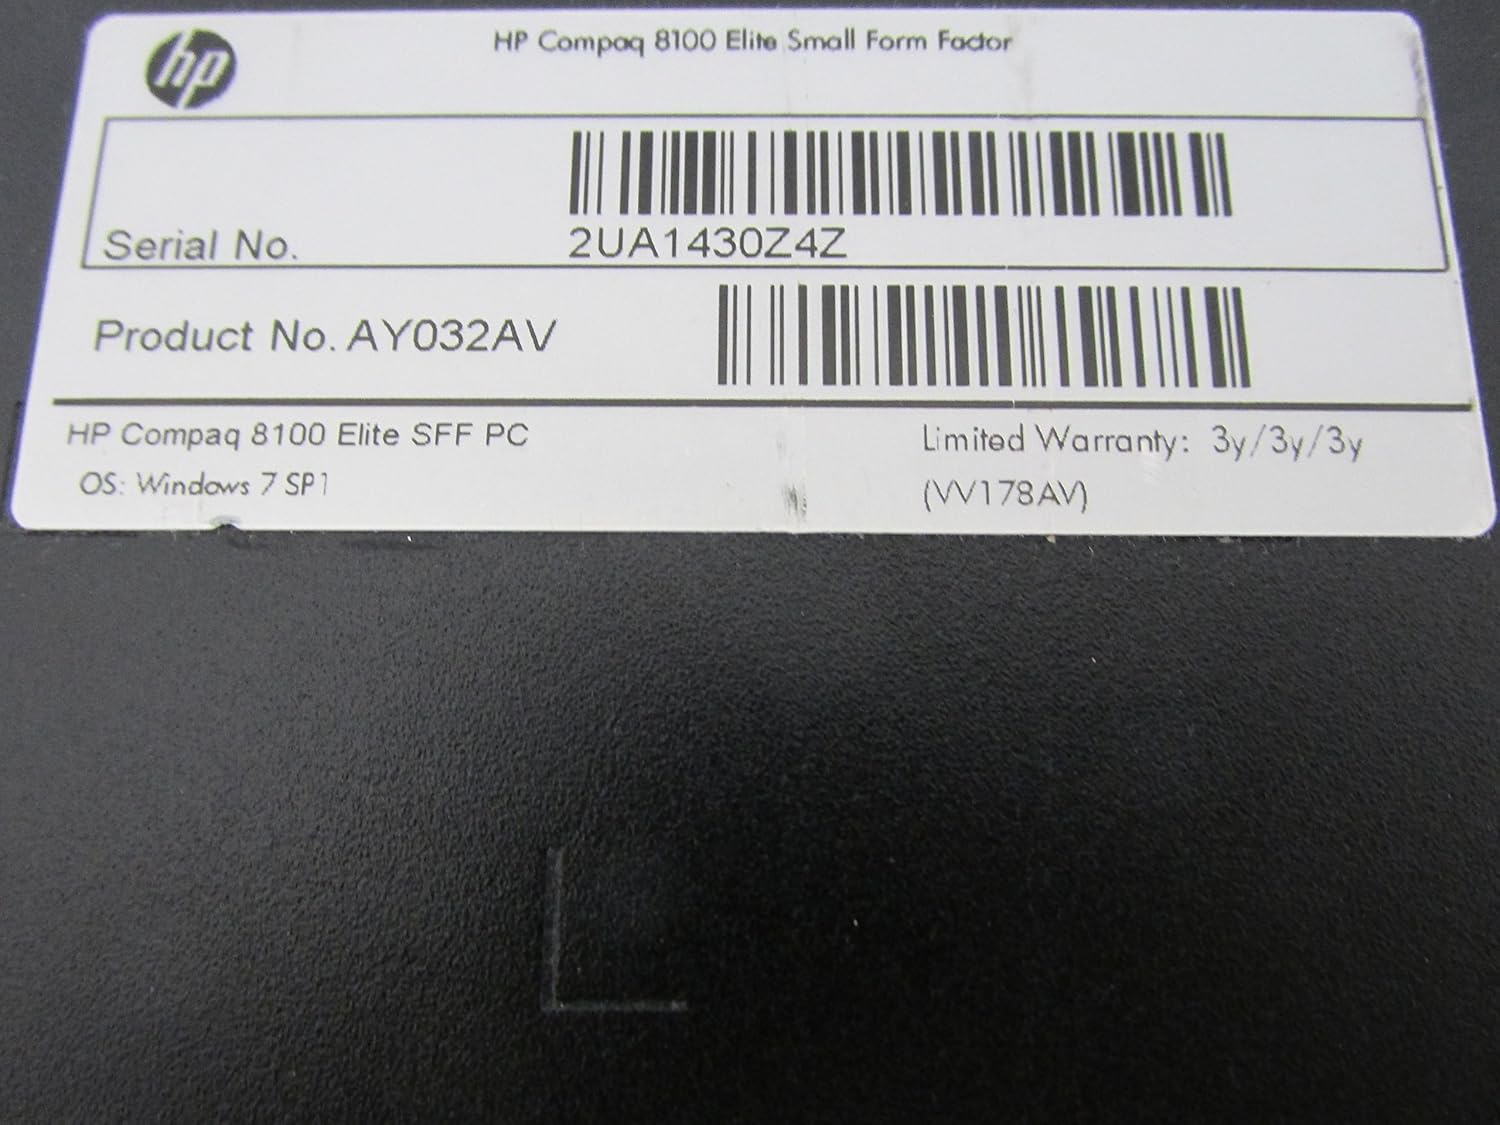 hp
HP Compaq 8100 Elite Small Form Factor
Serial No. 2UA1430Z4Z
Product No. AY032AV
HP Compaq 8100 Elite SFF PC
Limited Warranty: 3y/3y/3y
OS: Windows 7 SP1
(VV178AV)